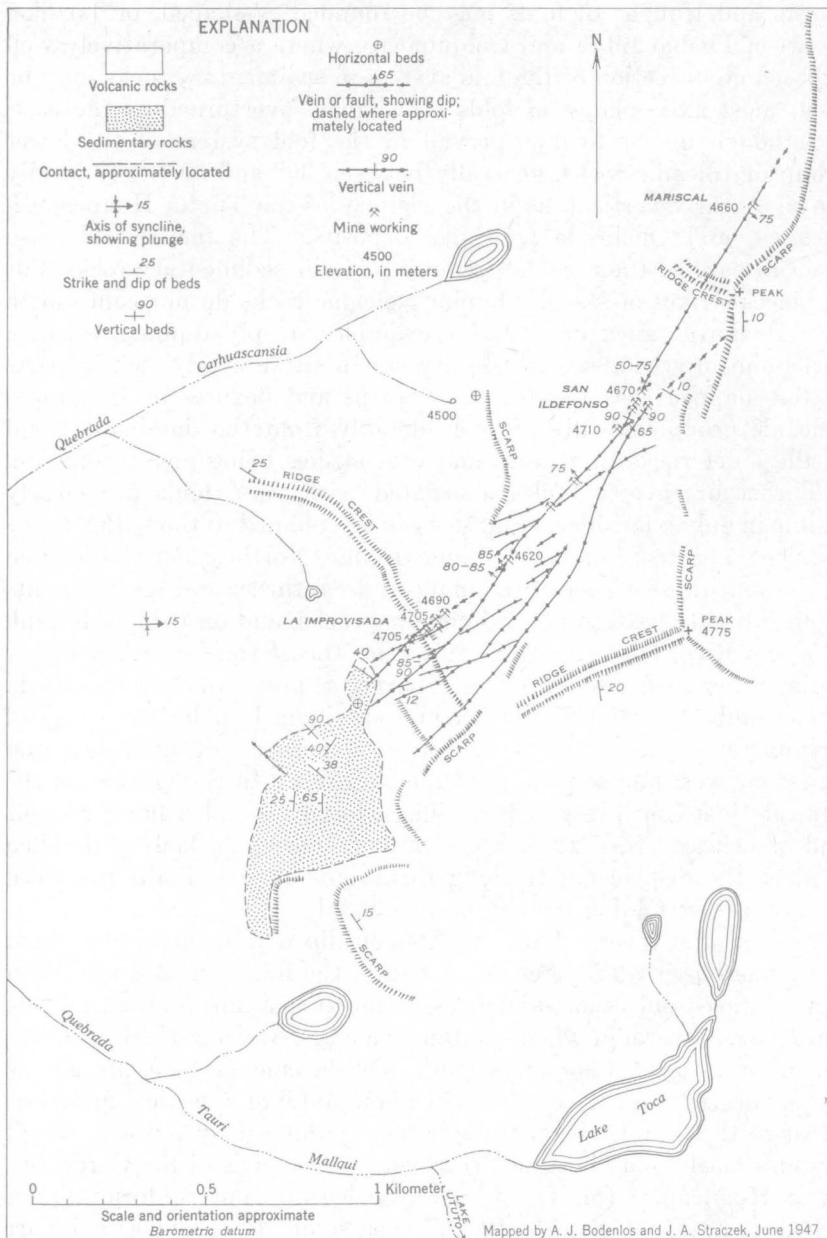 EXPLANATION
Volcanic rocks
Sedimentary rocks
Contact, approximately located
15
Axis of syncline,
showing plunge
25
Strike and dip of beds
90
Vertical beds
Horizontal beds
65
Vein or fault, showing dip;
dashed where approxi-
mately located
90
Vertical vein
Mine working
4500
Elevation, in meters
N
MARISCAL
4660
75
SCARP
RIDGE CREST
PEAK
10
Quebrada Carhuascansia
4500
SCARP
50-75
SAN
ILDEFONSO
4670
10
90
90
4710
65
75
25
RIDGE
CREST
85
80-85
4620
SCARP
4690
4705
LA IMPROVISADA
4705
15
40
85-
90
12
PEAK
4775
RIDGE CREST
20
SCARP
90
40
38
25
65
15
SCARP
Quebrada Tauri Mallqui
Lake Toca
LAKE
TUTO
0 0.5 1 Kilometer
Scale and orientation approximate
Barometric datum
Mapped by A. J. Bodenlos and J. A. Straczek, June 1947